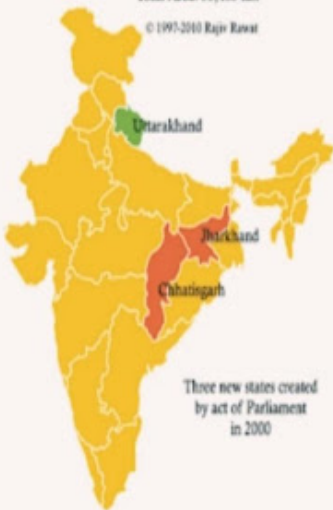 © 1997-2010 Rajiv Rawat
Uttarakhand
Jharkhand
Chhatisgarh
Three new states created
by act of Parliament
in 2000